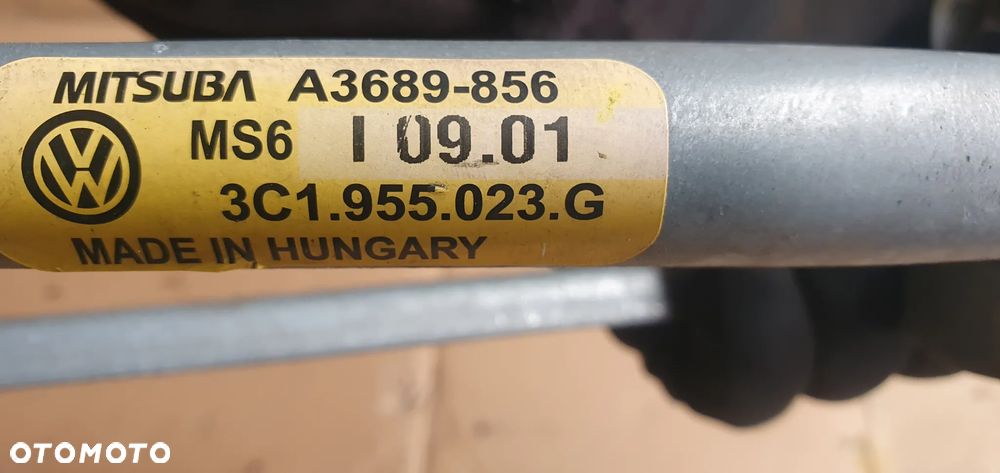 MITSUBA A3689-856
MS6 I 09.01
3C1.955.023.G
MADE IN HUNGARY
OTOMOTO